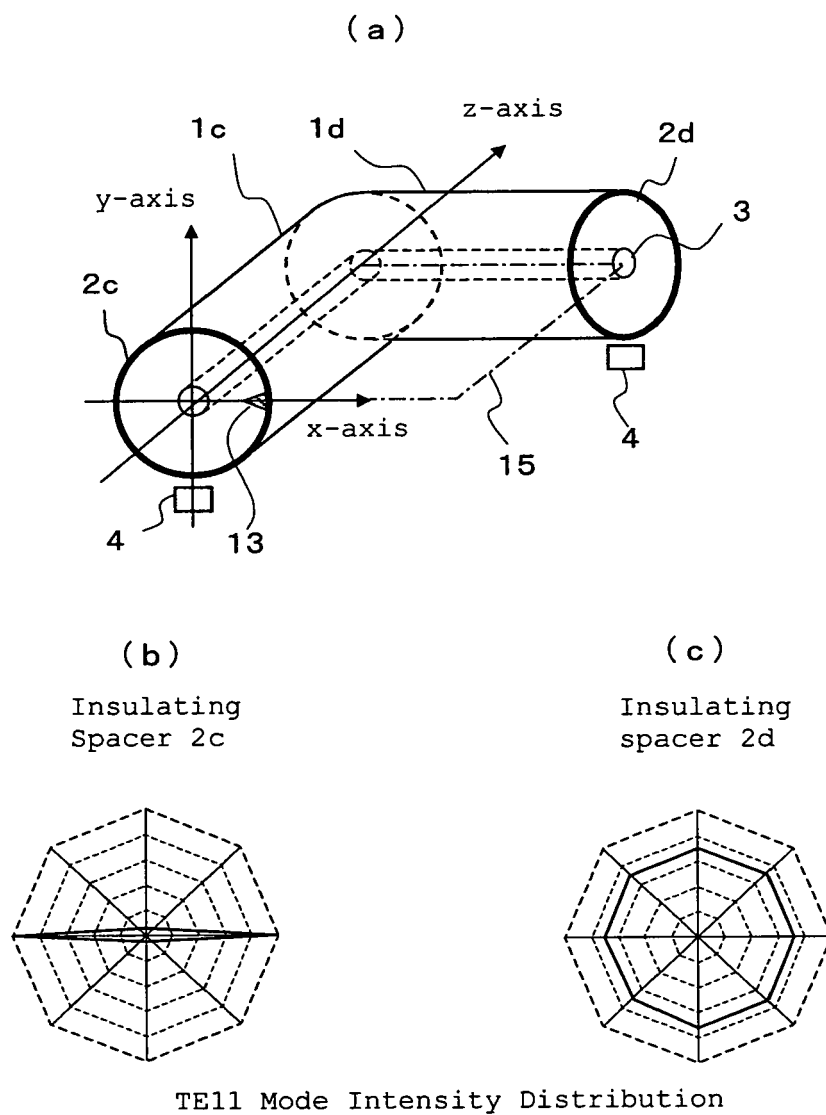 (a)
z-axis
1c
1d
2d
y-axis
3
2c
x-axis
15
4
4
13
(b)
(c)
Insulating
Spacer 2c
Insulating
spacer 2d
TE11 Mode Intensity Distribution